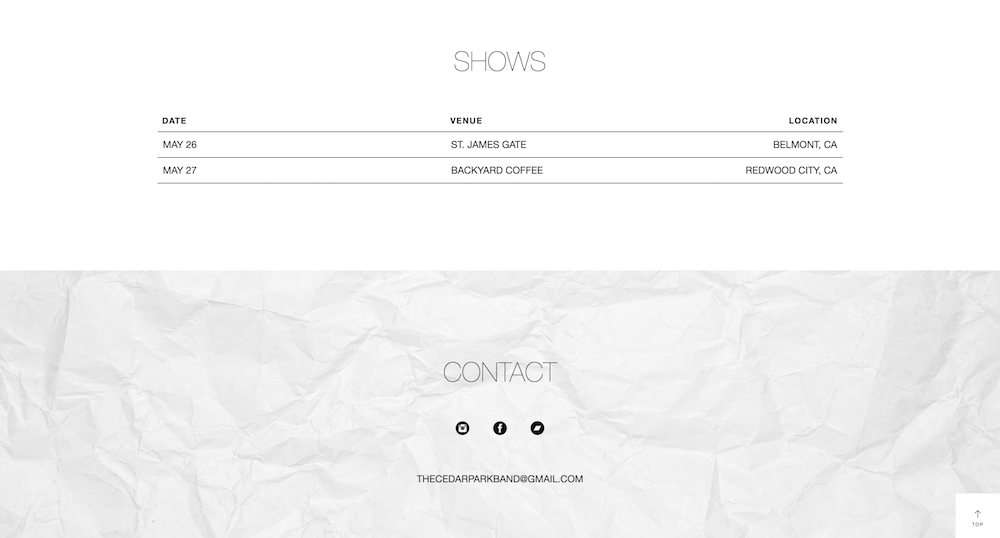 SHOWS
DATE VENUE LOCATION
MAY 26 ST. JAMES GATE BELMONT, CA
MAY 27 BACKYARD COFFEE REDWOOD CITY, CA
CONTACT
THECEDARPARKBAND@GMAIL.COM
TOP